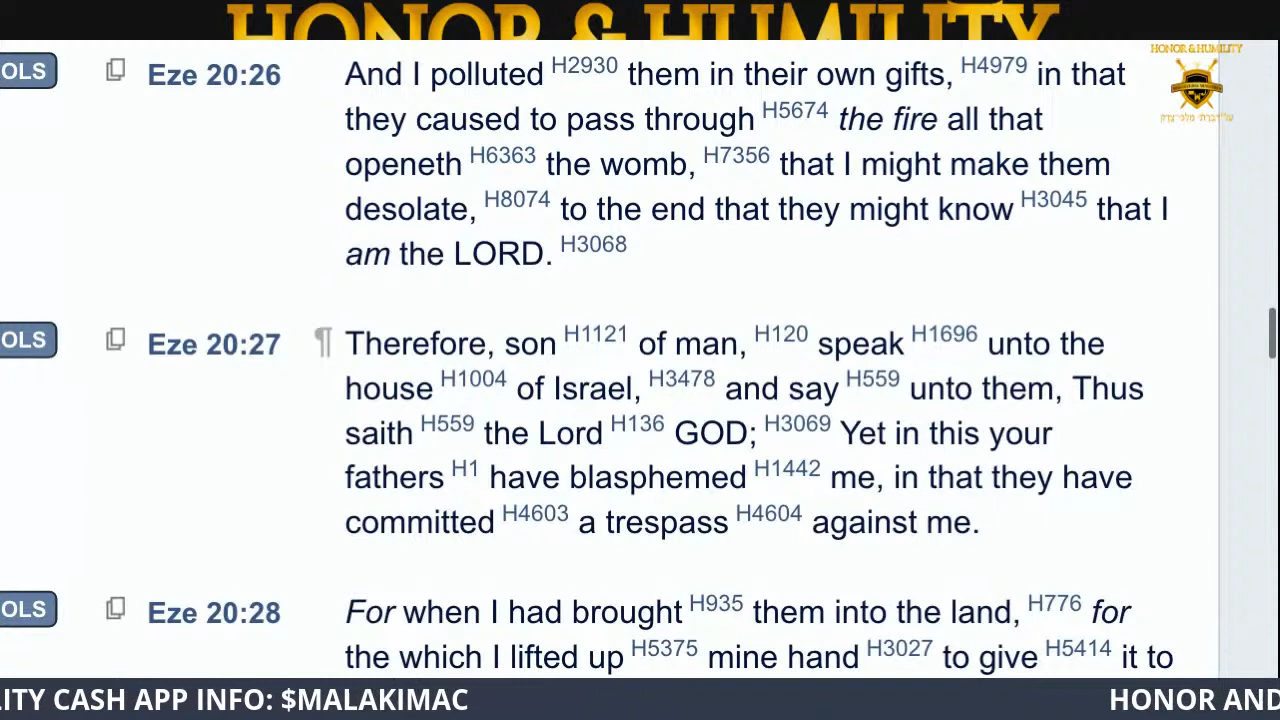 HONOR & HUMILITY
HONOR & HUMILITY
OLS
Eze 20:26
And I polluted H2930 them in their own gifts, H4979 in that
they caused to pass through H5674 the fire all that
openeth H6363 the womb, H7356 that I might make them
desolate, H8074 to the end that they might know H3045 that I
am the LORD. H3068
OLS
Eze 20:27
¶ Therefore, son H1121 of man, H120 speak H1696 unto the
house H1004 of Israel, H3478 and say H559 unto them, Thus
saith H559 the Lord H136 GOD; H3069 Yet in this your
fathers H1 have blasphemed H1442 me, in that they have
committed H4603 a trespass H4604 against me.
OLS
Eze 20:28
For when I had brought H935 them into the land, H776 for
the which I lifted up H5375 mine hand H3027 to give H5414 it to
LITY CASH APP INFO: $MALAKIMAC
HONOR AND